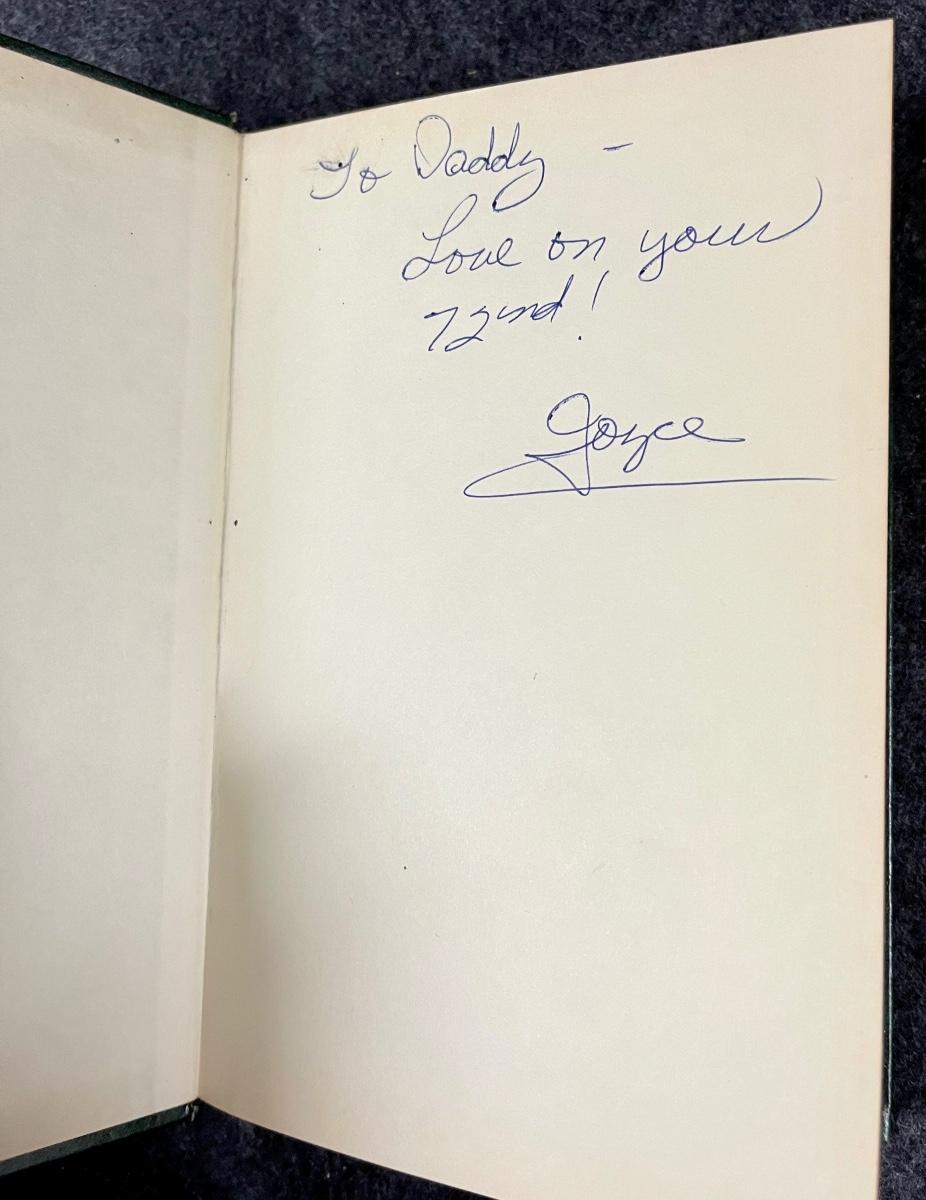 To Daddy -
Love on your
72nd!
Joyce